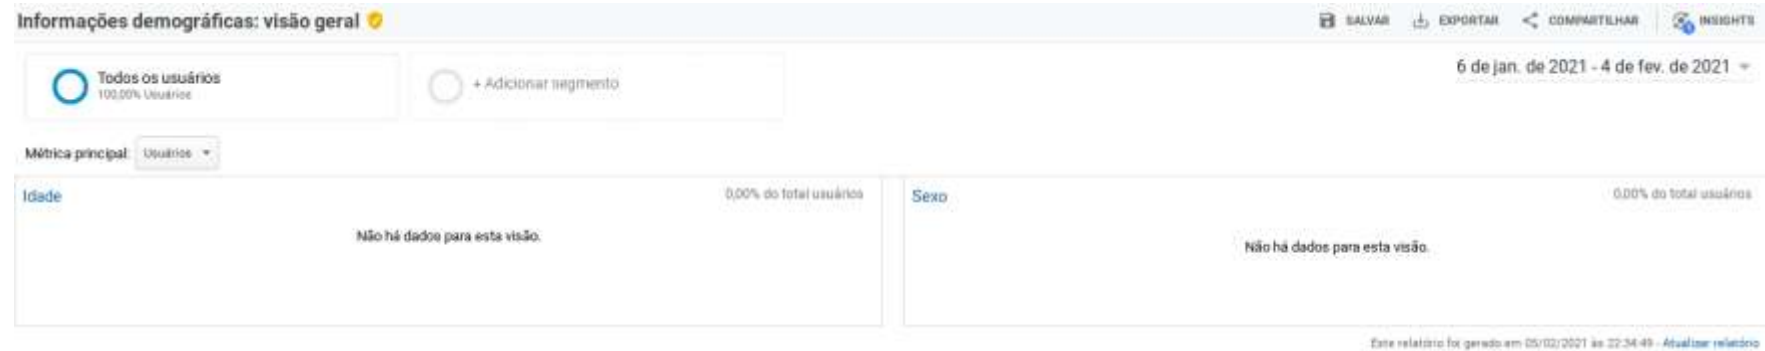 Informações demográficas: visão geral
SALVAR EXPORTAR COMPARTILHAR INSIGHTS
Todos os usuários
100,00% Usuários
+ Adicionar segmento
6 de jan. de 2021 - 4 de fev. de 2021
Métrica principal: Usuários
Idade
0,00% do total usuários
Não há dados para esta visão.
Sexo
0,00% do total usuários
Não há dados para esta visão.
Este relatório foi gerado em 05/02/2021 às 22:34:49 - Atualizar relatório